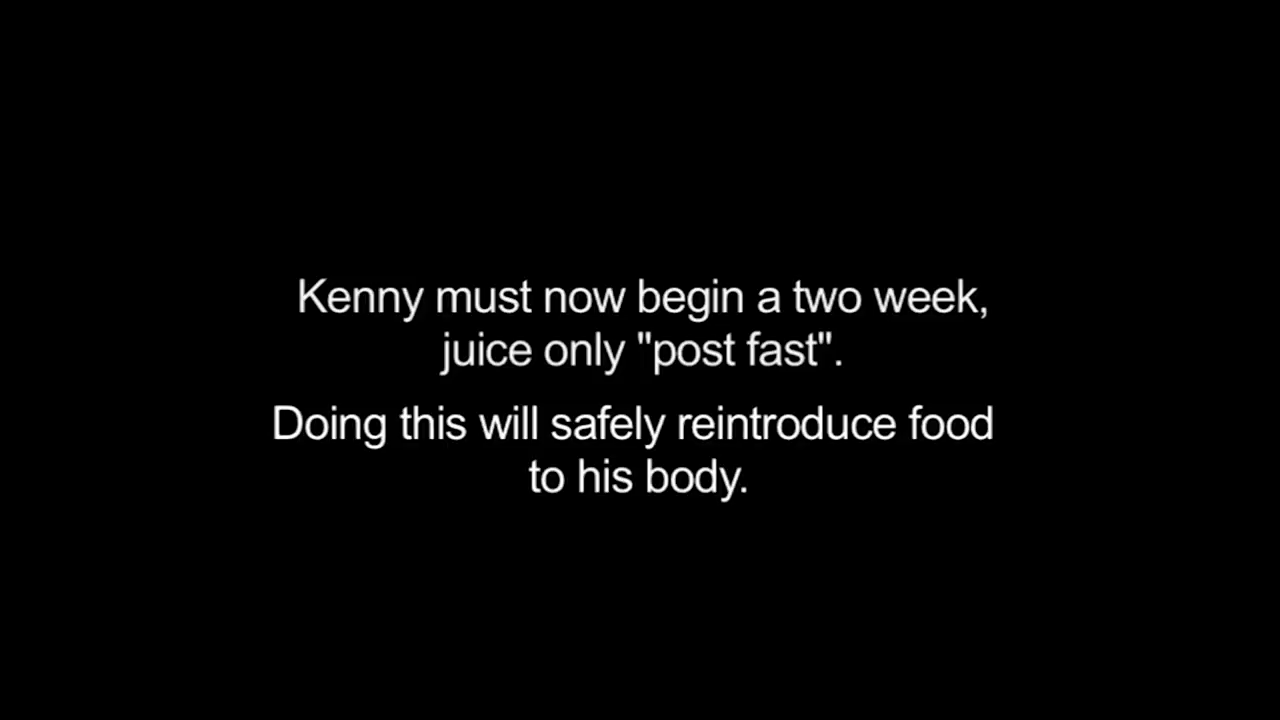 Kenny must now begin a two week,
juice only "post fast".
Doing this will safely reintroduce food
to his body.